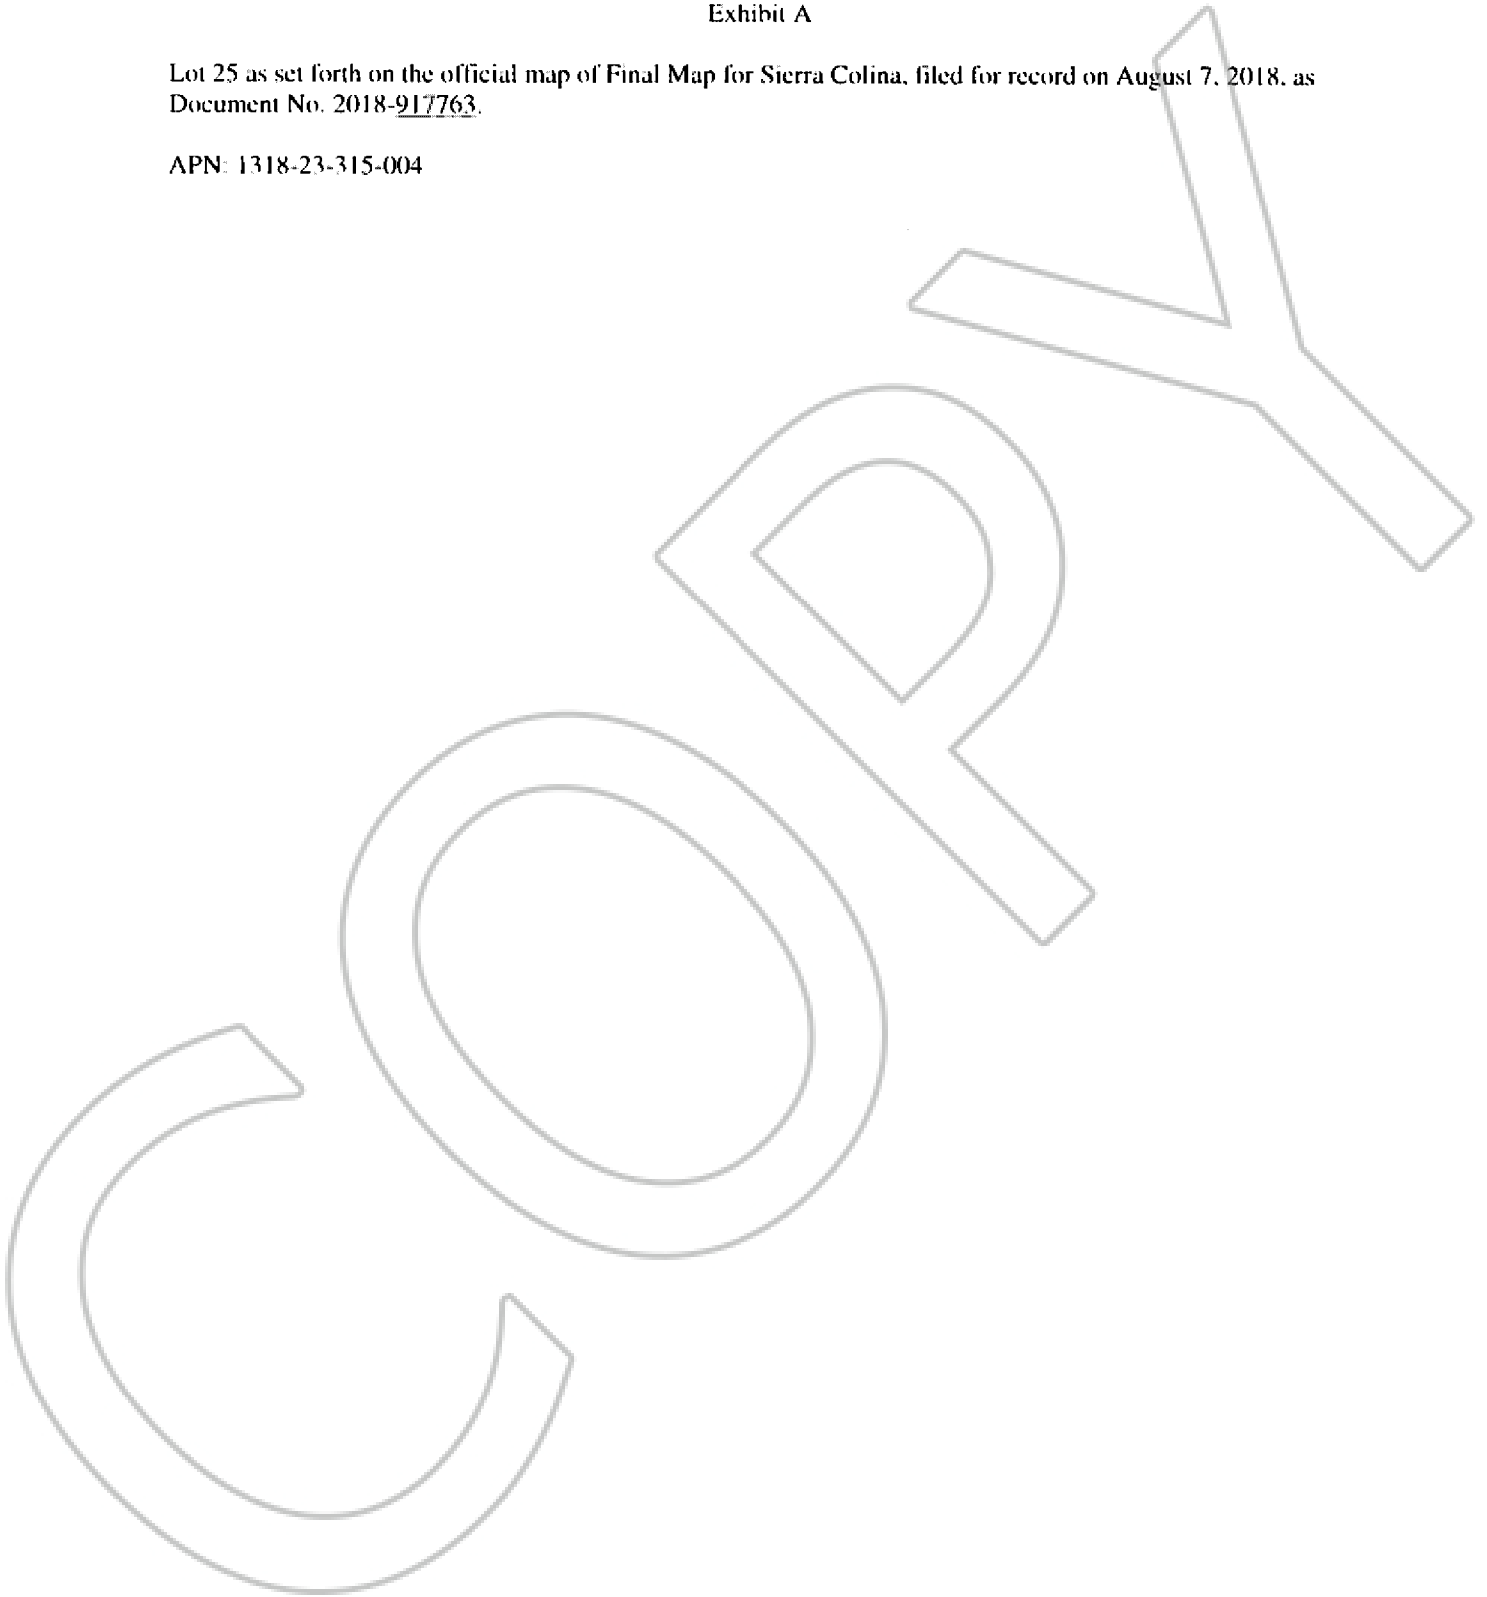 Exhibit A
Lot 25 as set forth on the official map of Final Map for Sierra Colina, filed for record on August 7, 2018, as
Document No. 2018-917763.
APN: 1318-23-315-004
COPY